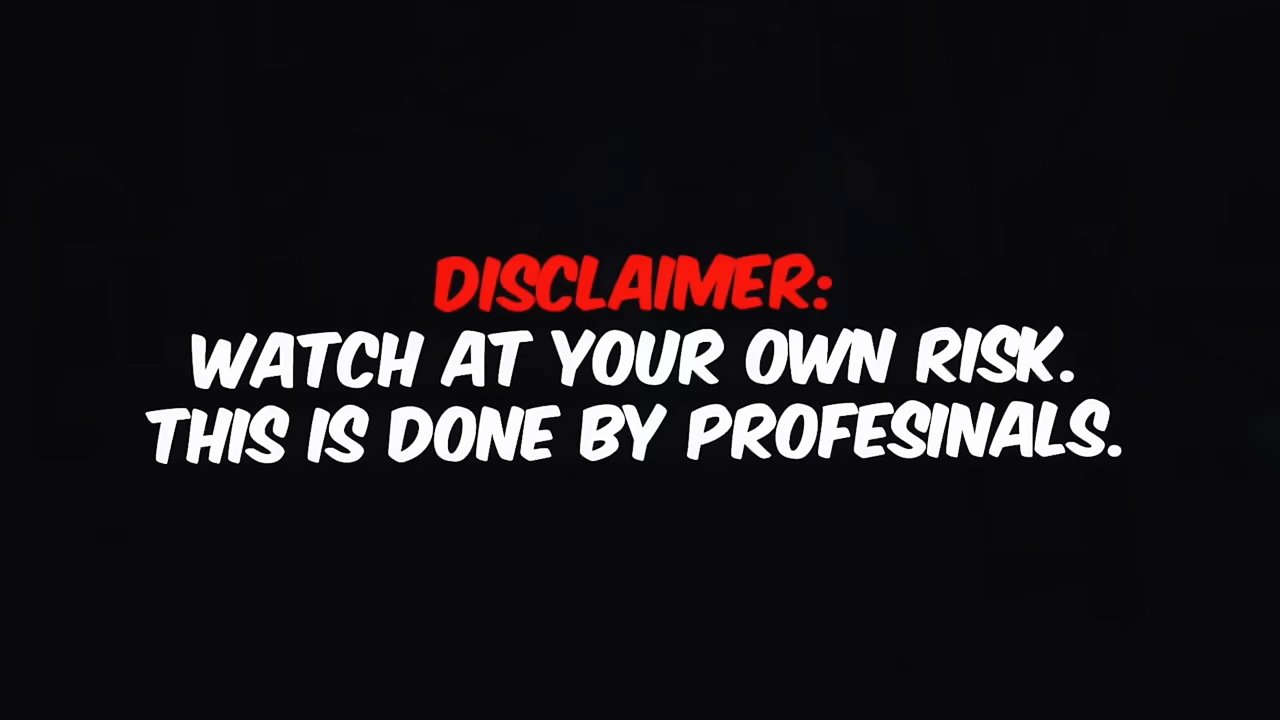 DISCLAIMER:
WATCH AT YOUR OWN RISK.
THIS IS DONE BY PROFESINALS.